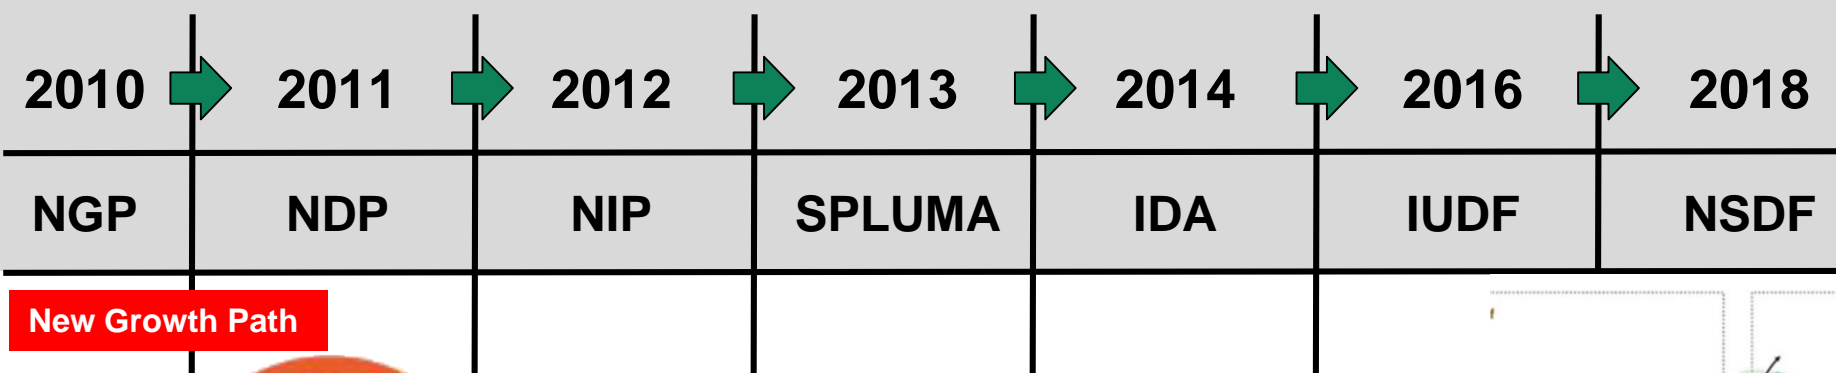 2010 2011 2012 2013 2014 2016 2018
NGP NDP NIP SPLUMA IDA IUDF NSDF
New Growth Path